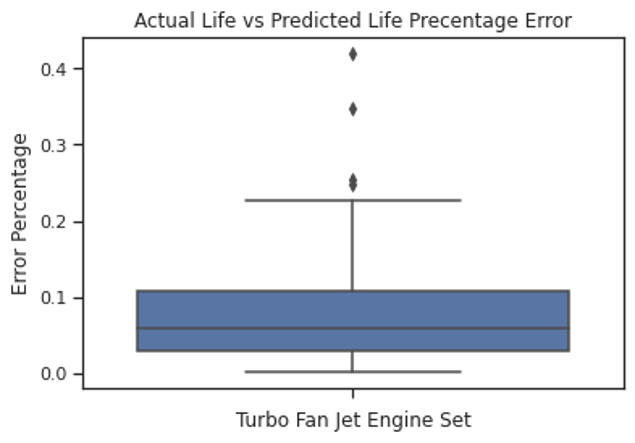 Actual Life vs Predicted Life Precentage Error
0.4
0.3
0.2
0.1
0.0
Error Percentage
Turbo Fan Jet Engine Set